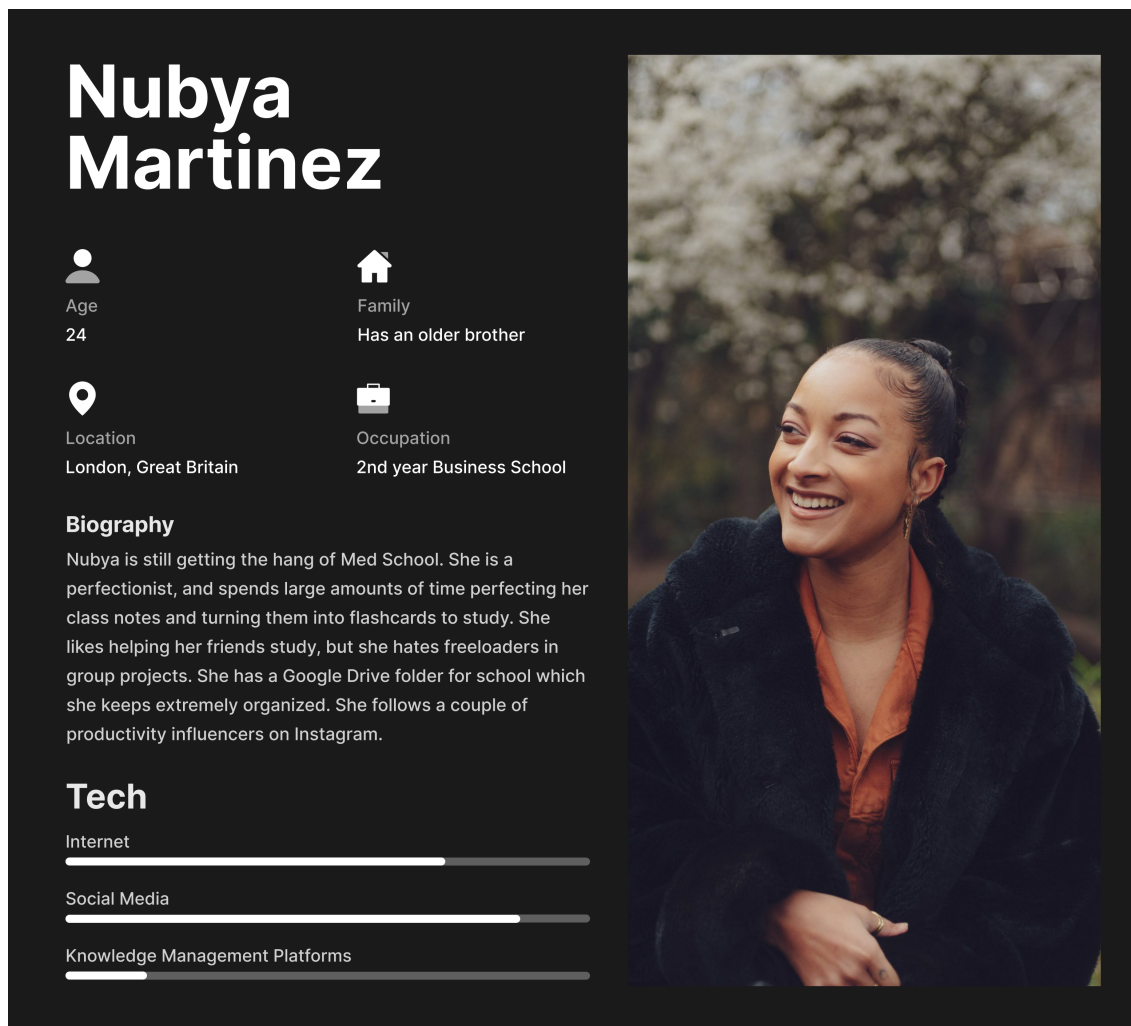 Nubya
Martinez
Age
24
Family
Has an older brother
Location
London, Great Britain
Occupation
2nd year Business School
Biography
Nubya is still getting the hang of Med School. She is a
perfectionist, and spends large amounts of time perfecting her
class notes and turning them into flashcards to study. She
likes helping her friends study, but she hates freeloaders in
group projects. She has a Google Drive folder for school which
she keeps extremely organized. She follows a couple of
productivity influencers on Instagram.
Tech
Internet
Social Media
Knowledge Management Platforms